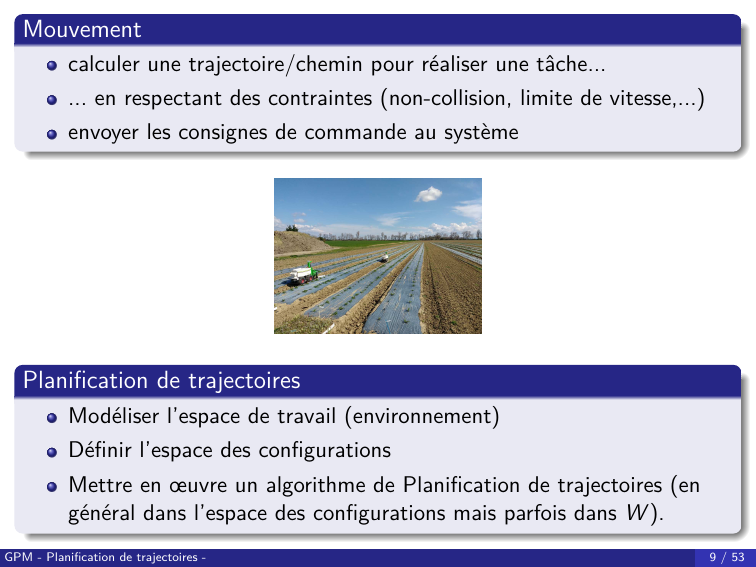 Mouvement
calculer une trajectoire/chemin pour réaliser une tâche...
... en respectant des contraintes (non-collision, limite de vitesse,...)
envoyer les consignes de commande au système
Planification de trajectoires
Modéliser l'espace de travail (environnement)
Définir l'espace des configurations
Mettre en œuvre un algorithme de Planification de trajectoires (en
général dans l'espace des configurations mais parfois dans W).
GPM - Planification de trajectoires -
9 / 53